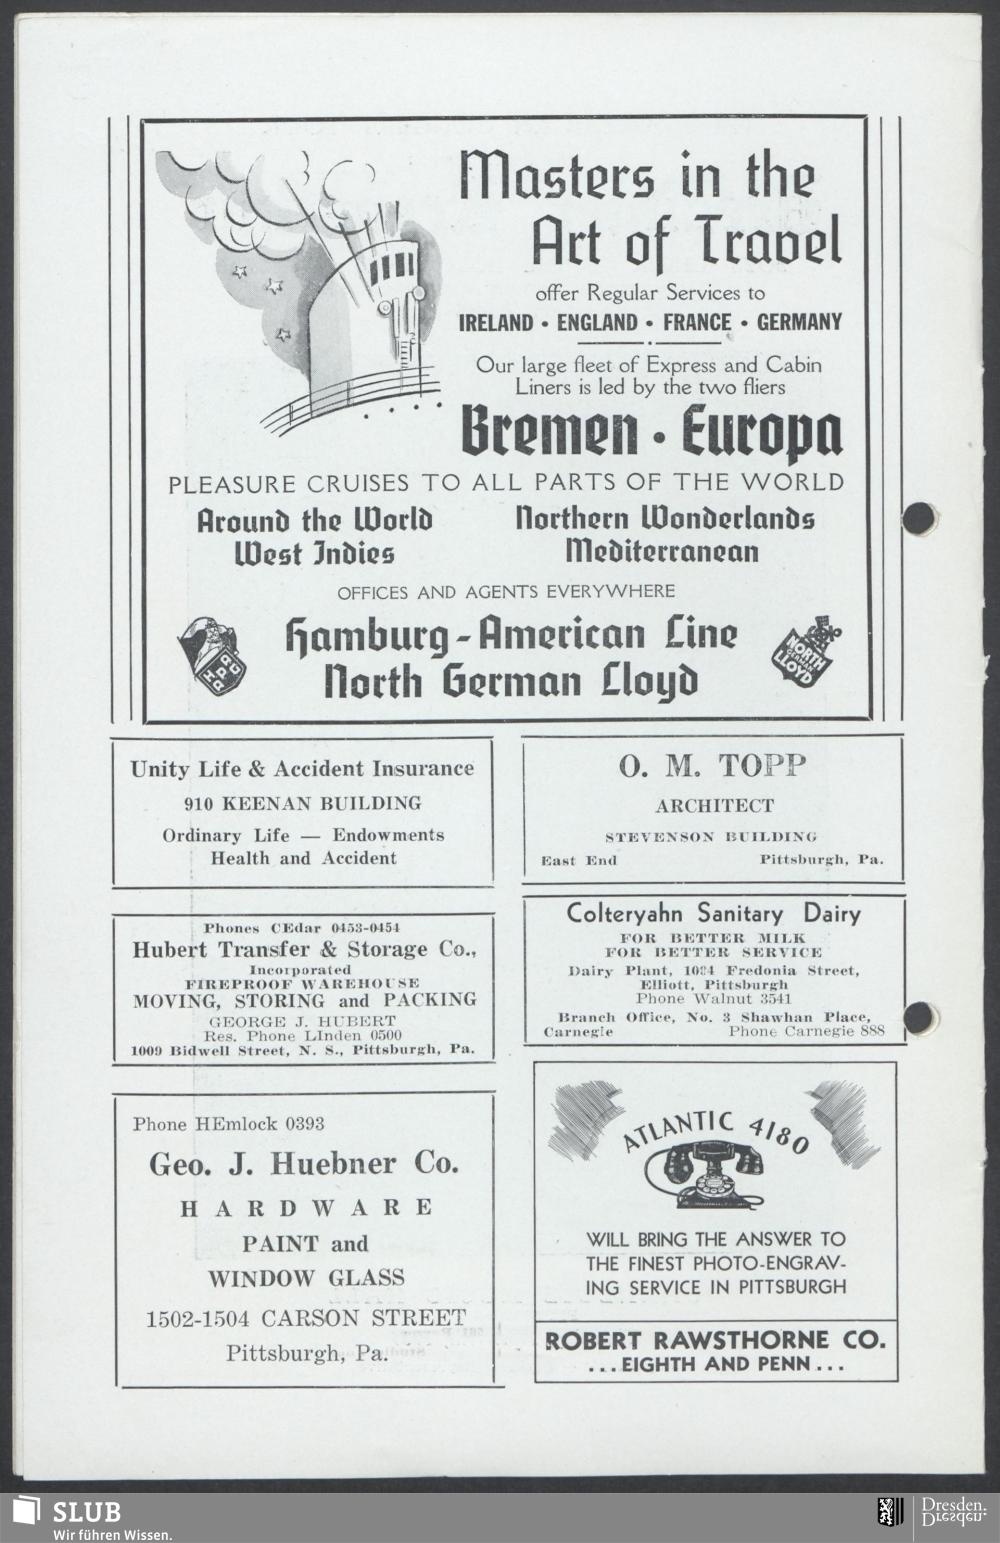 Masters in the
Art of Travel
offer Regular Services to
IRELAND • ENGLAND • FRANCE • GERMANY
Our large fleet of Express and Cabin
Liners is led by the two fliers
Bremen • Europa
PLEASURE CRUISES TO ALL PARTS OF THE WORLD
Around the World
West Indies
Northern Wonderlands
Mediterranean
OFFICES AND AGENTS EVERYWHERE
Hamburg-American Line
North German Lloyd
HAPAG
NORTH
GERMAN
LLOYD
Unity Life & Accident Insurance
910 KEENAN BUILDING
Ordinary Life — Endowments
Health and Accident
O. M. TOPP
ARCHITECT
STEVENSON BUILDING
East End Pittsburgh, Pa.
Phones CEdar 0453-0454
Hubert Transfer & Storage Co.,
Incorporated
FIREPROOF WAREHOUSE
MOVING, STORING and PACKING
GEORGE J. HUBERT
Res. Phone LInden 0500
1009 Bidwell Street, N. S., Pittsburgh, Pa.
Colteryahn Sanitary Dairy
FOR BETTER MILK
FOR BETTER SERVICE
Dairy Plant, Fredonia Street,
Elliott, Pittsburgh
Phone Walnut 3541
Branch Office, No. 3 Shawhan Place,
Carnegie Phone Carnegie 888
Phone HEmlock 0393
Geo. J. Huebner Co.
HARDWARE
PAINT and
WINDOW GLASS
1502-1504 CARSON STREET
Pittsburgh, Pa.
ATLANTIC 4180
WILL BRING THE ANSWER TO
THE FINEST PHOTO-ENGRAV-
ING SERVICE IN PITTSBURGH
ROBERT RAWSTHORNE CO.
...EIGHTH AND PENN...
SLUB
Wir führen Wissen.
Dresden.
Dresden.